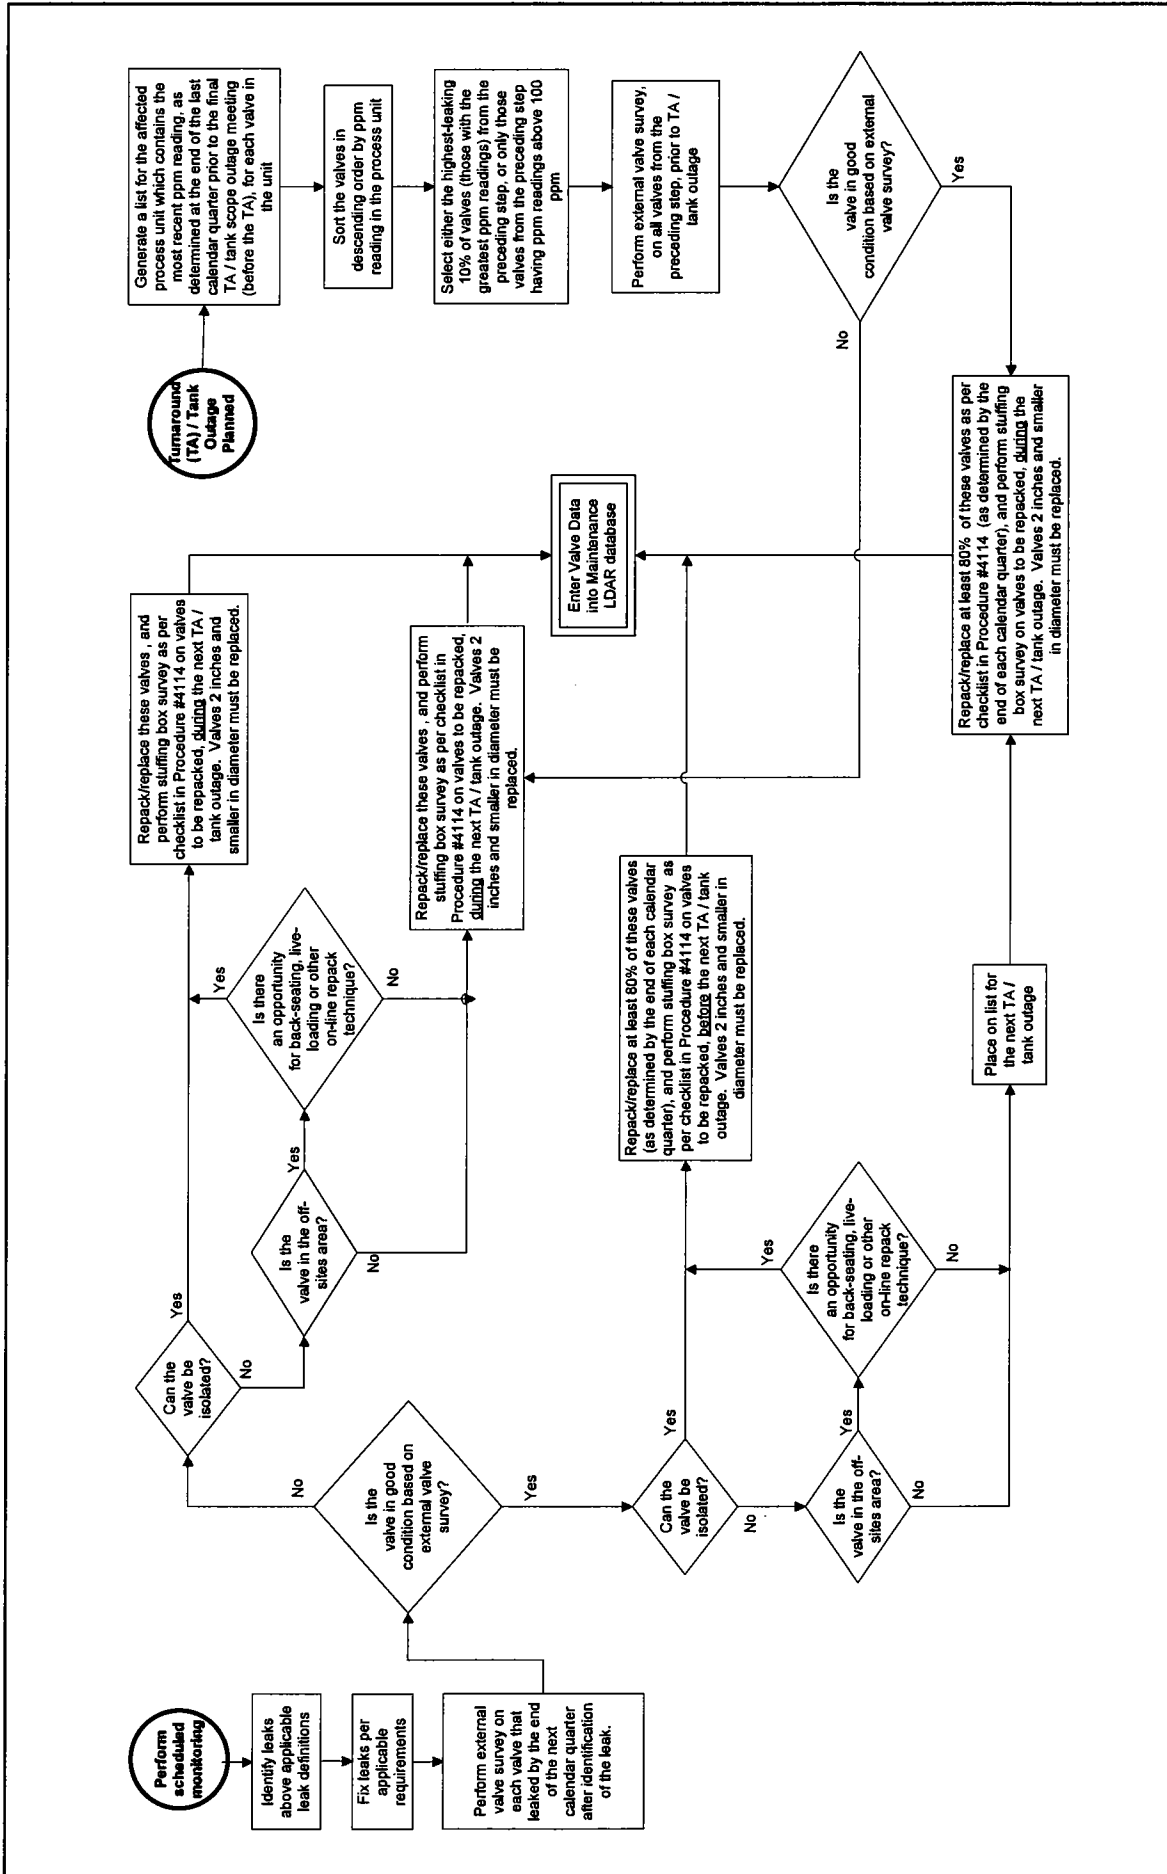 Perform
scheduled
monitoring
Identify leaks
above applicable
leak definitions
Fix leaks per
applicable
requirements
Perform external
valve survey on
each valve that
leaked by the end
of the next
calendar quarter
after identification
of the leak.
Is the
valve in good
condition based on
external valve
survey?
No
Yes
Can the
valve be
isolated?
Yes
No
Is the
valve in the off-
sites area?
Yes
No
Is there
an opportunity
for back-seating, live-
loading or other
on-line repack
technique?
Yes
No
Repack/replace these valves , and
perform stuffing box survey as per
checklist in Procedure #4114 on valves
to be repacked, during the next TA /
tank outage. Valves 2 inches and
smaller in diameter must be replaced.
Repack/replace these valves , and perform
stuffing box survey as per checklist in
Procedure #4114 on valves to be repacked,
during the next TA / tank outage. Valves 2
inches and smaller in diameter must be
replaced.
Can the
valve be
isolated?
Yes
No
Is the
valve in the off-
sites area?
Yes
No
Is there
an opportunity
for back-seating, live-
loading or other
on-line repack
technique?
Yes
No
Repack/replace at least 80% of these valves
(as determined by the end of each calendar
quarter), and perform stuffing box survey as
per checklist in Procedure #4114 on valves
to be repacked, before the next TA / tank
outage. Valves 2 inches and smaller in
diameter must be replaced.
Place on list for
the next TA /
tank outage
Enter Valve Data
into Maintenance
LDAR database
Turnaround
(TA) / Tank
Outage
Planned
Generate a list for the affected
process unit which contains the
most recent ppm reading, as
determined at the end of the last
calendar quarter prior to the final
TA / tank scope outage meeting
(before the TA), for each valve in
the unit
Sort the valves in
descending order by ppm
reading in the process unit
Select either the highest-leaking
10% of valves (those with the
greatest ppm readings) from the
preceding step, or only those
valves from the preceding step
having ppm readings above 100
ppm
Perform external valve survey,
on all valves from the
preceding step, prior to TA /
tank outage
Is the
valve in good
condition based on external
valve survey?
No
Yes
Repack/replace at least 80% of these valves as per
checklist in Procedure #4114 (as determined by the
end of each calendar quarter), and perform stuffing
box survey on valves to be repacked, during the
next TA / tank outage. Valves 2 inches and smaller
in diameter must be replaced.